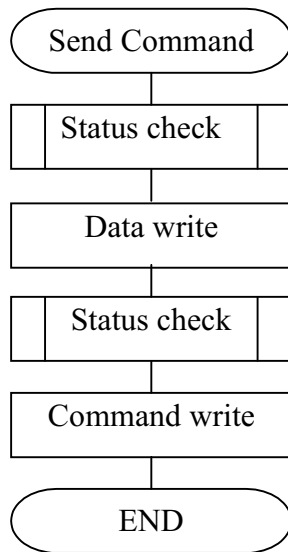 Send Command
Status check
Data write
Status check
Command write
END